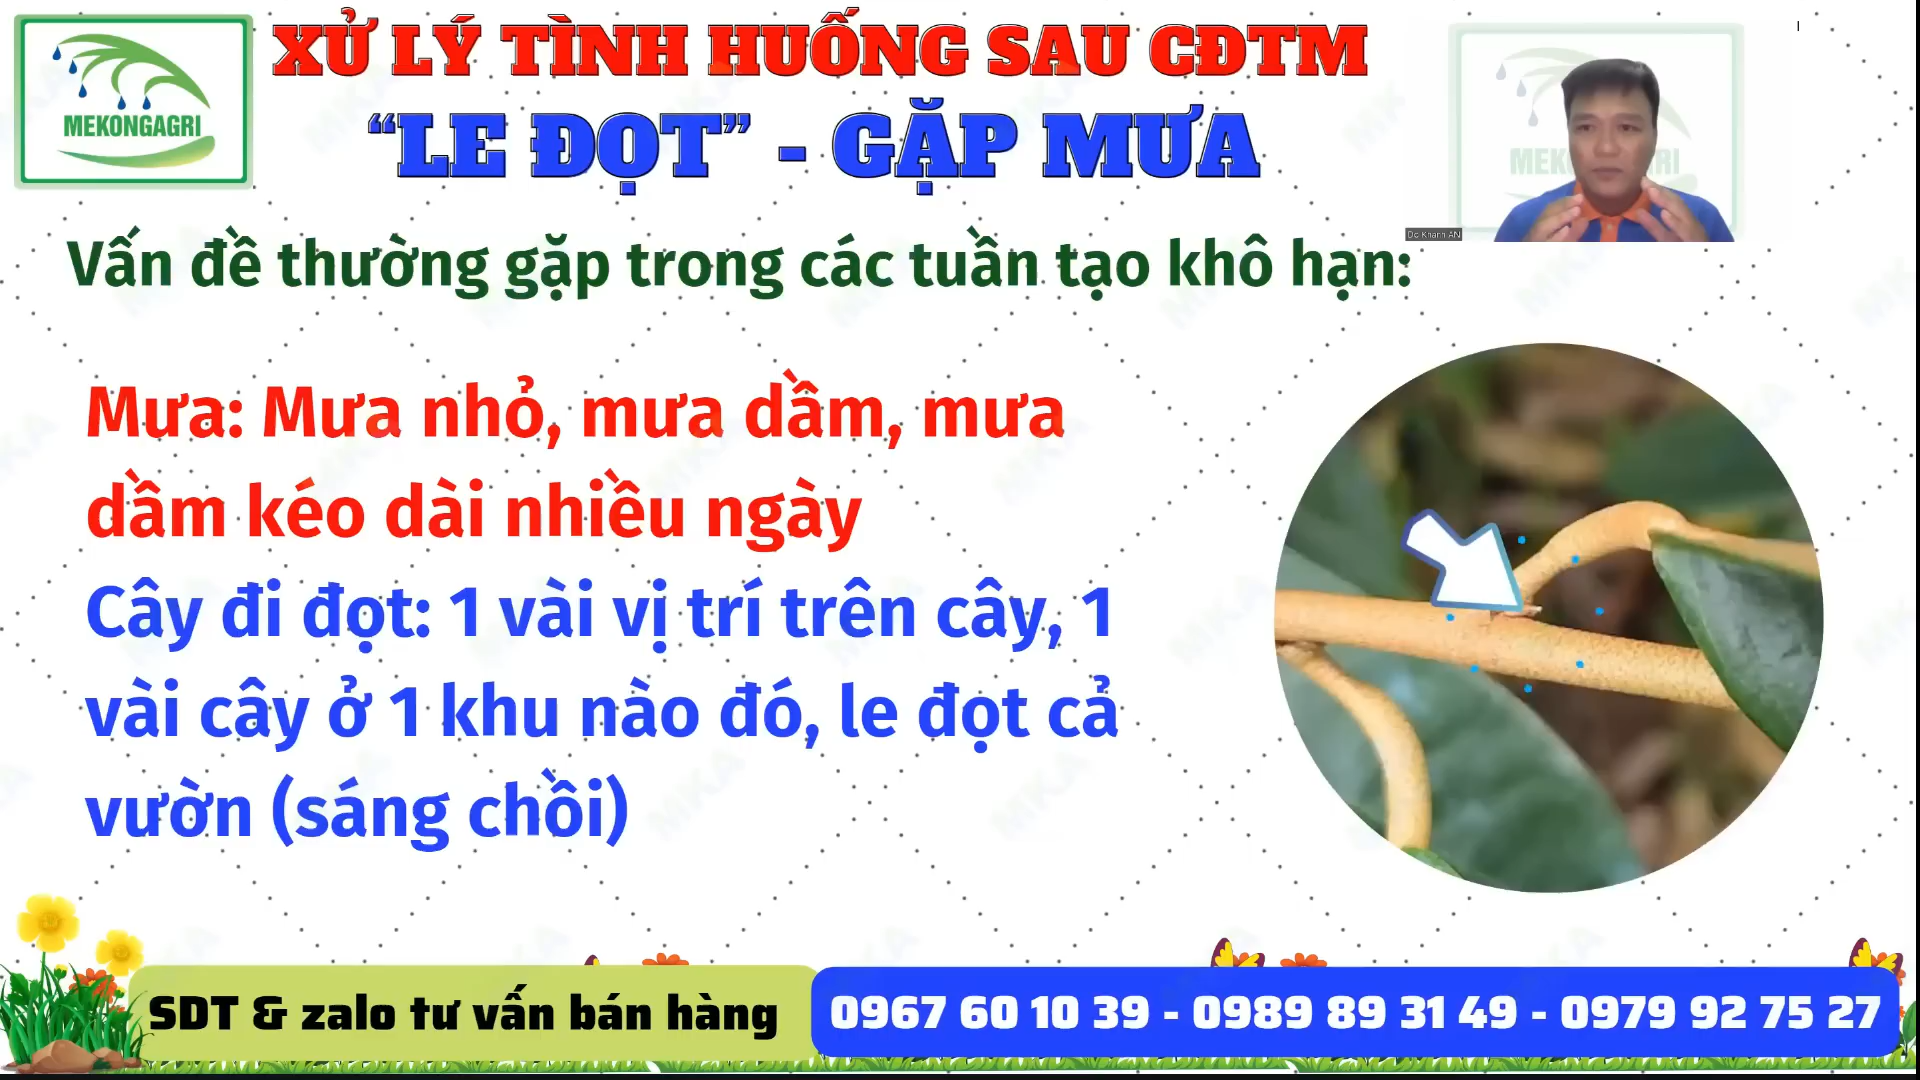 MEKONGAGRI
XỬ LÝ TÌNH HUỐNG SAU CĐTM
“LE ĐỌT” - GẶP MƯA
Do Khanh AN
Vấn đề thường gặp trong các tuần tạo khô hạn:
Mưa: Mưa nhỏ, mưa dầm, mưa
dầm kéo dài nhiều ngày
Cây đi đọt: 1 vài vị trí trên cây, 1
vài cây ở 1 khu nào đó, le đọt cả
vườn (sáng chồi)
SDT & zalo tư vấn bán hàng
0967 60 10 39 - 0989 89 31 49 - 0979 92 75 27